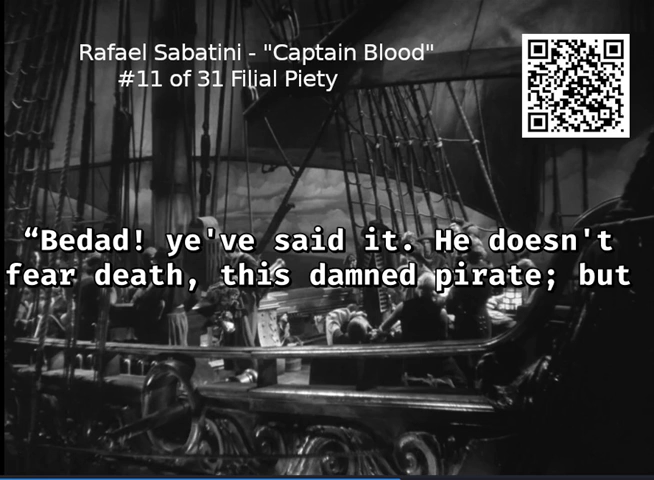 Rafael Sabatini - "Captain Blood"
#11 of 31 Filial Piety
“Bedad! ye've said it. He doesn't
fear death, this damned pirate; but